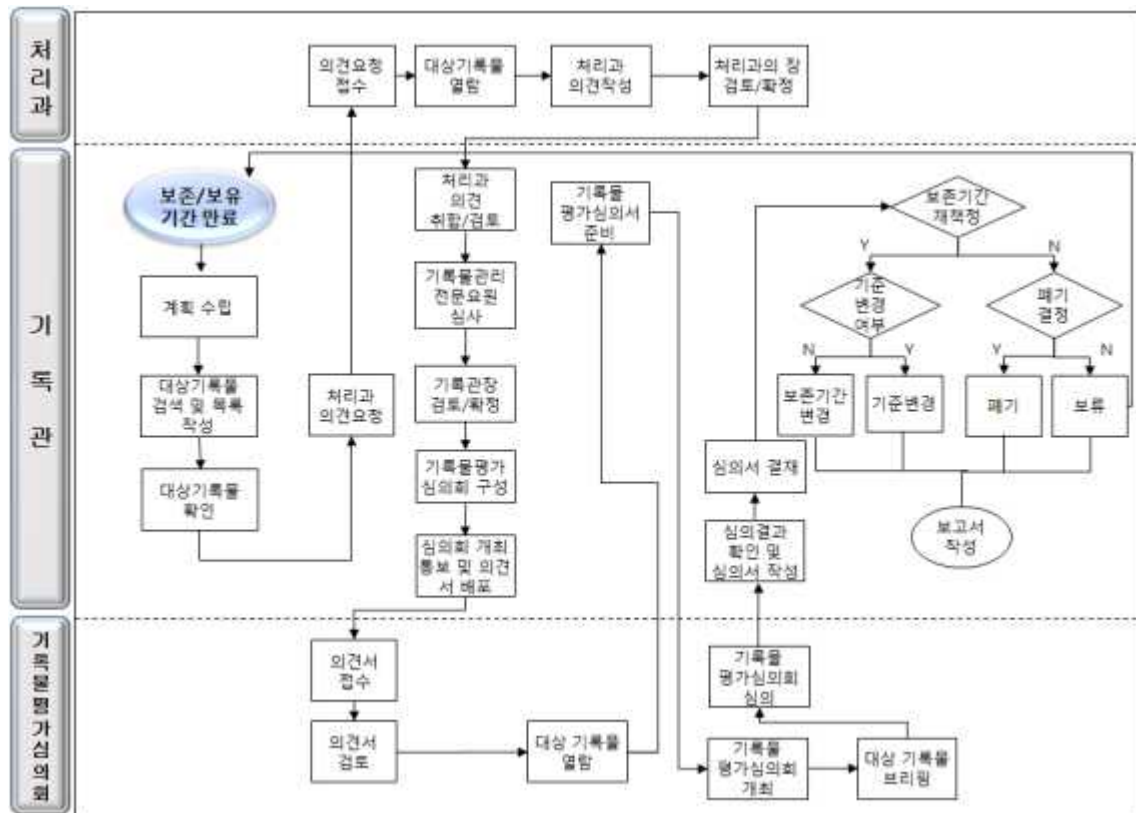 처
리
과
의견요청
접수
대상기록물
열람
처리과
의견작성
처리과의 장
검토/확정
기
록
관
보존/보유
기간 만료
계획 수립
대상기록물
검색 및 목록
작성
대상기록물
확인
처리과
의견요청
처리과
의견
취합/검토
기록물관리
전문요원
심사
기록관장
검토/확정
기록물평가
심의회 구성
심의회 개최
통보 및 의견
서 배포
기록물
평가심의서
준비
보존기간
재책정
Y
N
기준
변경
여부
폐기
결정
N
Y
Y
N
보존기간
변경
기준변경
폐기
보류
심의서 결재
심의결과
확인 및
심의서 작성
보고서
작성
기
록
물
평
가
심
의
회
의견서
접수
의견서
검토
대상 기록물
열람
기록물
평가심의회
심의
기록물
평가심의회
개최
대상 기록물
브리핑